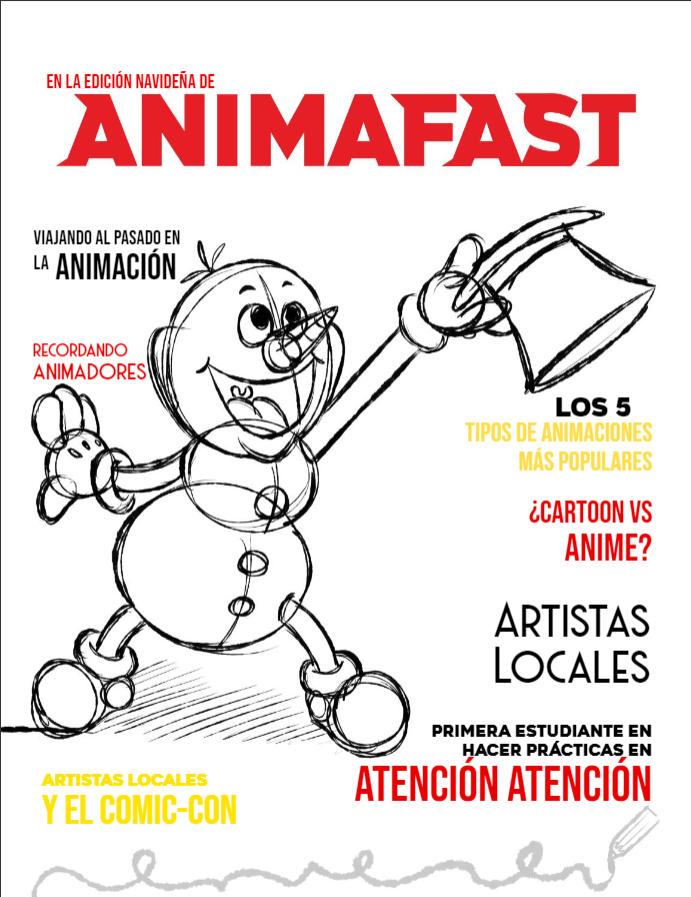 EN LA EDICIÓN NAVIDEÑA DE
ANIMAFAST
VIAJANDO AL PASADO EN
LA ANIMACIÓN
RECORDANDO
ANIMADORES
LOS 5
TIPOS DE ANIMACIONES
MÁS POPULARES
¿CARTOON VS
ANIME?
ARTISTAS
LOCALES
PRIMERA ESTUDIANTE EN
HACER PRÁCTICAS EN
ATENCIÓN ATENCIÓN
ARTISTAS LOCALES
Y EL COMIC-CON